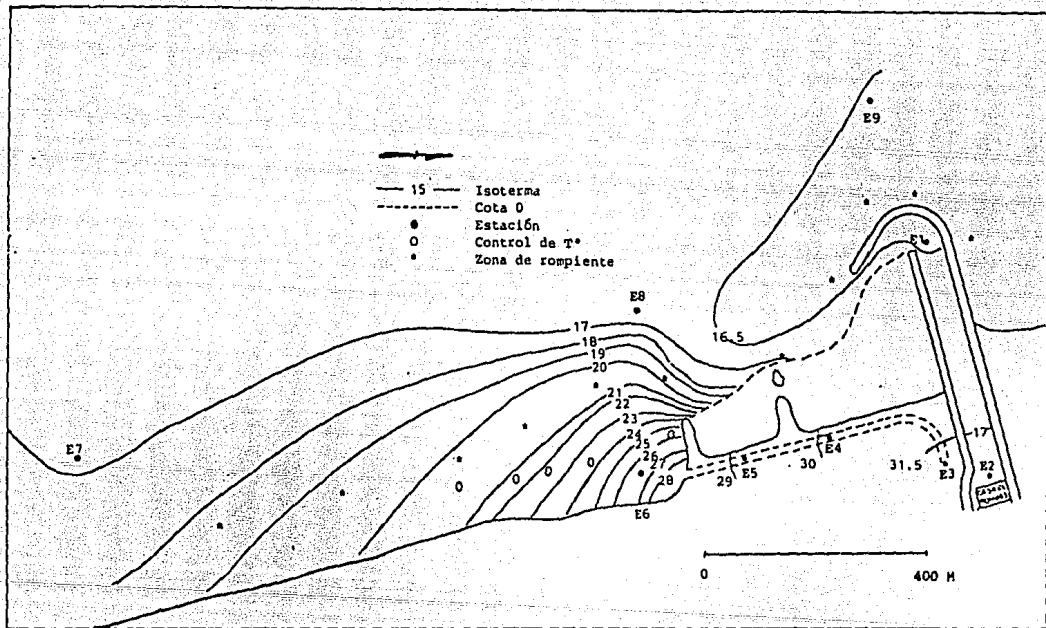 E9
15 Isoterma
Cota 0
Estación
Control de Tº
Zona de rompiente
E1
E8
16.5
17
18
19
20
21
22
23
24
25
26
27
28
E7
E6
29
E5
30
E4
31.5
E3
17
E2
0 400 M